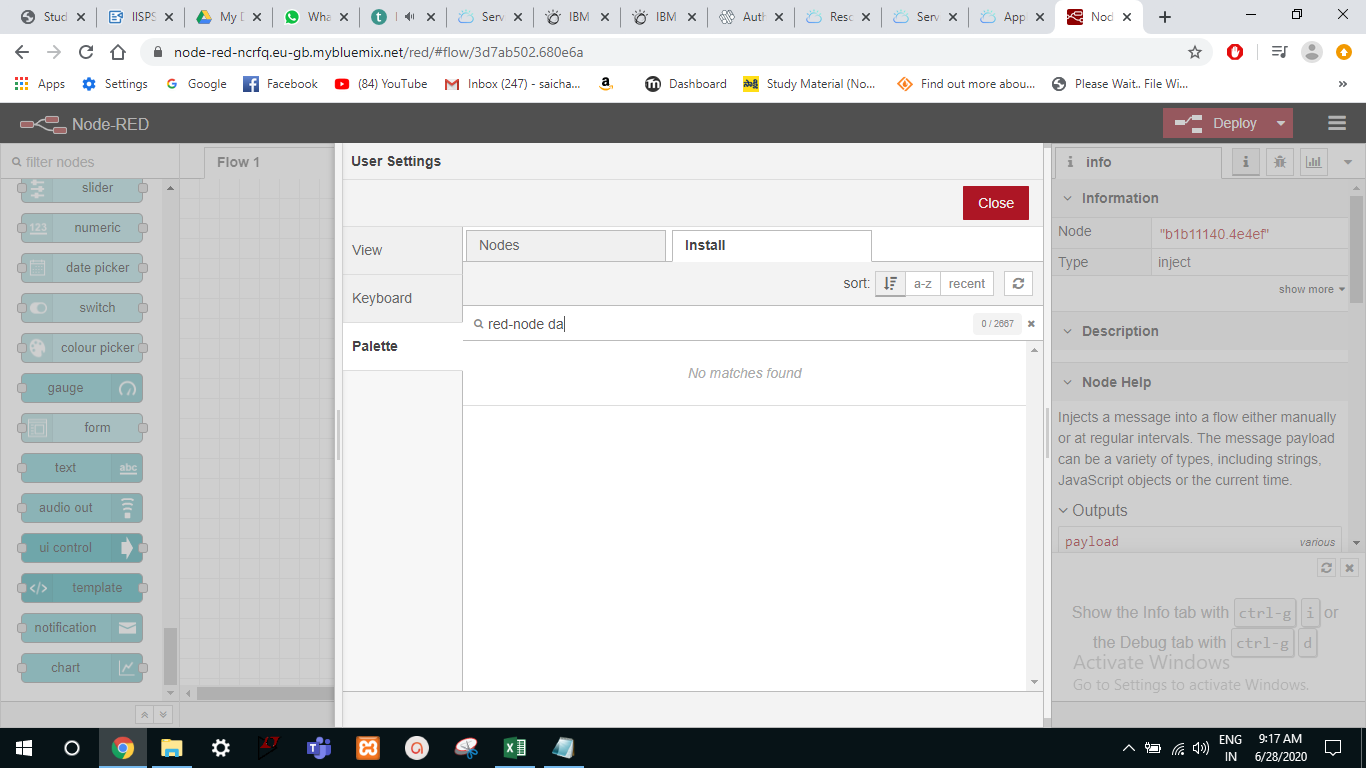 Stud
IISPS
My D
Wha
Serv
IBM
IBM
Auth
Reso
Serv
App
Nod
node-red-ncrfq.eu-gb.mybluemix.net/red/#flow/3d7ab502.680e6a
Apps
Settings
Google
Facebook
(84) YouTube
Inbox (247) - saicha...
Dashboard
Study Material (No...
Find out more abou...
Please Wait.. File Wi...
»
Node-RED
Deploy
filter nodes
slider
123 numeric
date picker
switch
colour picker
gauge
form
text abc
audio out
ui control
</> template
notification
chart
Flow 1
User Settings
Close
View
Keyboard
Palette
Nodes
Install
sort:
a-z
recent
red-node da
0 / 2667
No matches found
i info
i
Information
Node "b1b11140.4e4ef"
Type inject
show more
Description
Node Help
Injects a message into a flow either manually
or at regular intervals. The message payload
can be a variety of types, including strings,
JavaScript objects or the current time.
Outputs
payload various
Show the Info tab with ctrl-g i or
the Debug tab with ctrl-g d
Activate Windows
Go to Settings to activate Windows.
ENG
IN
9:17 AM
6/28/2020